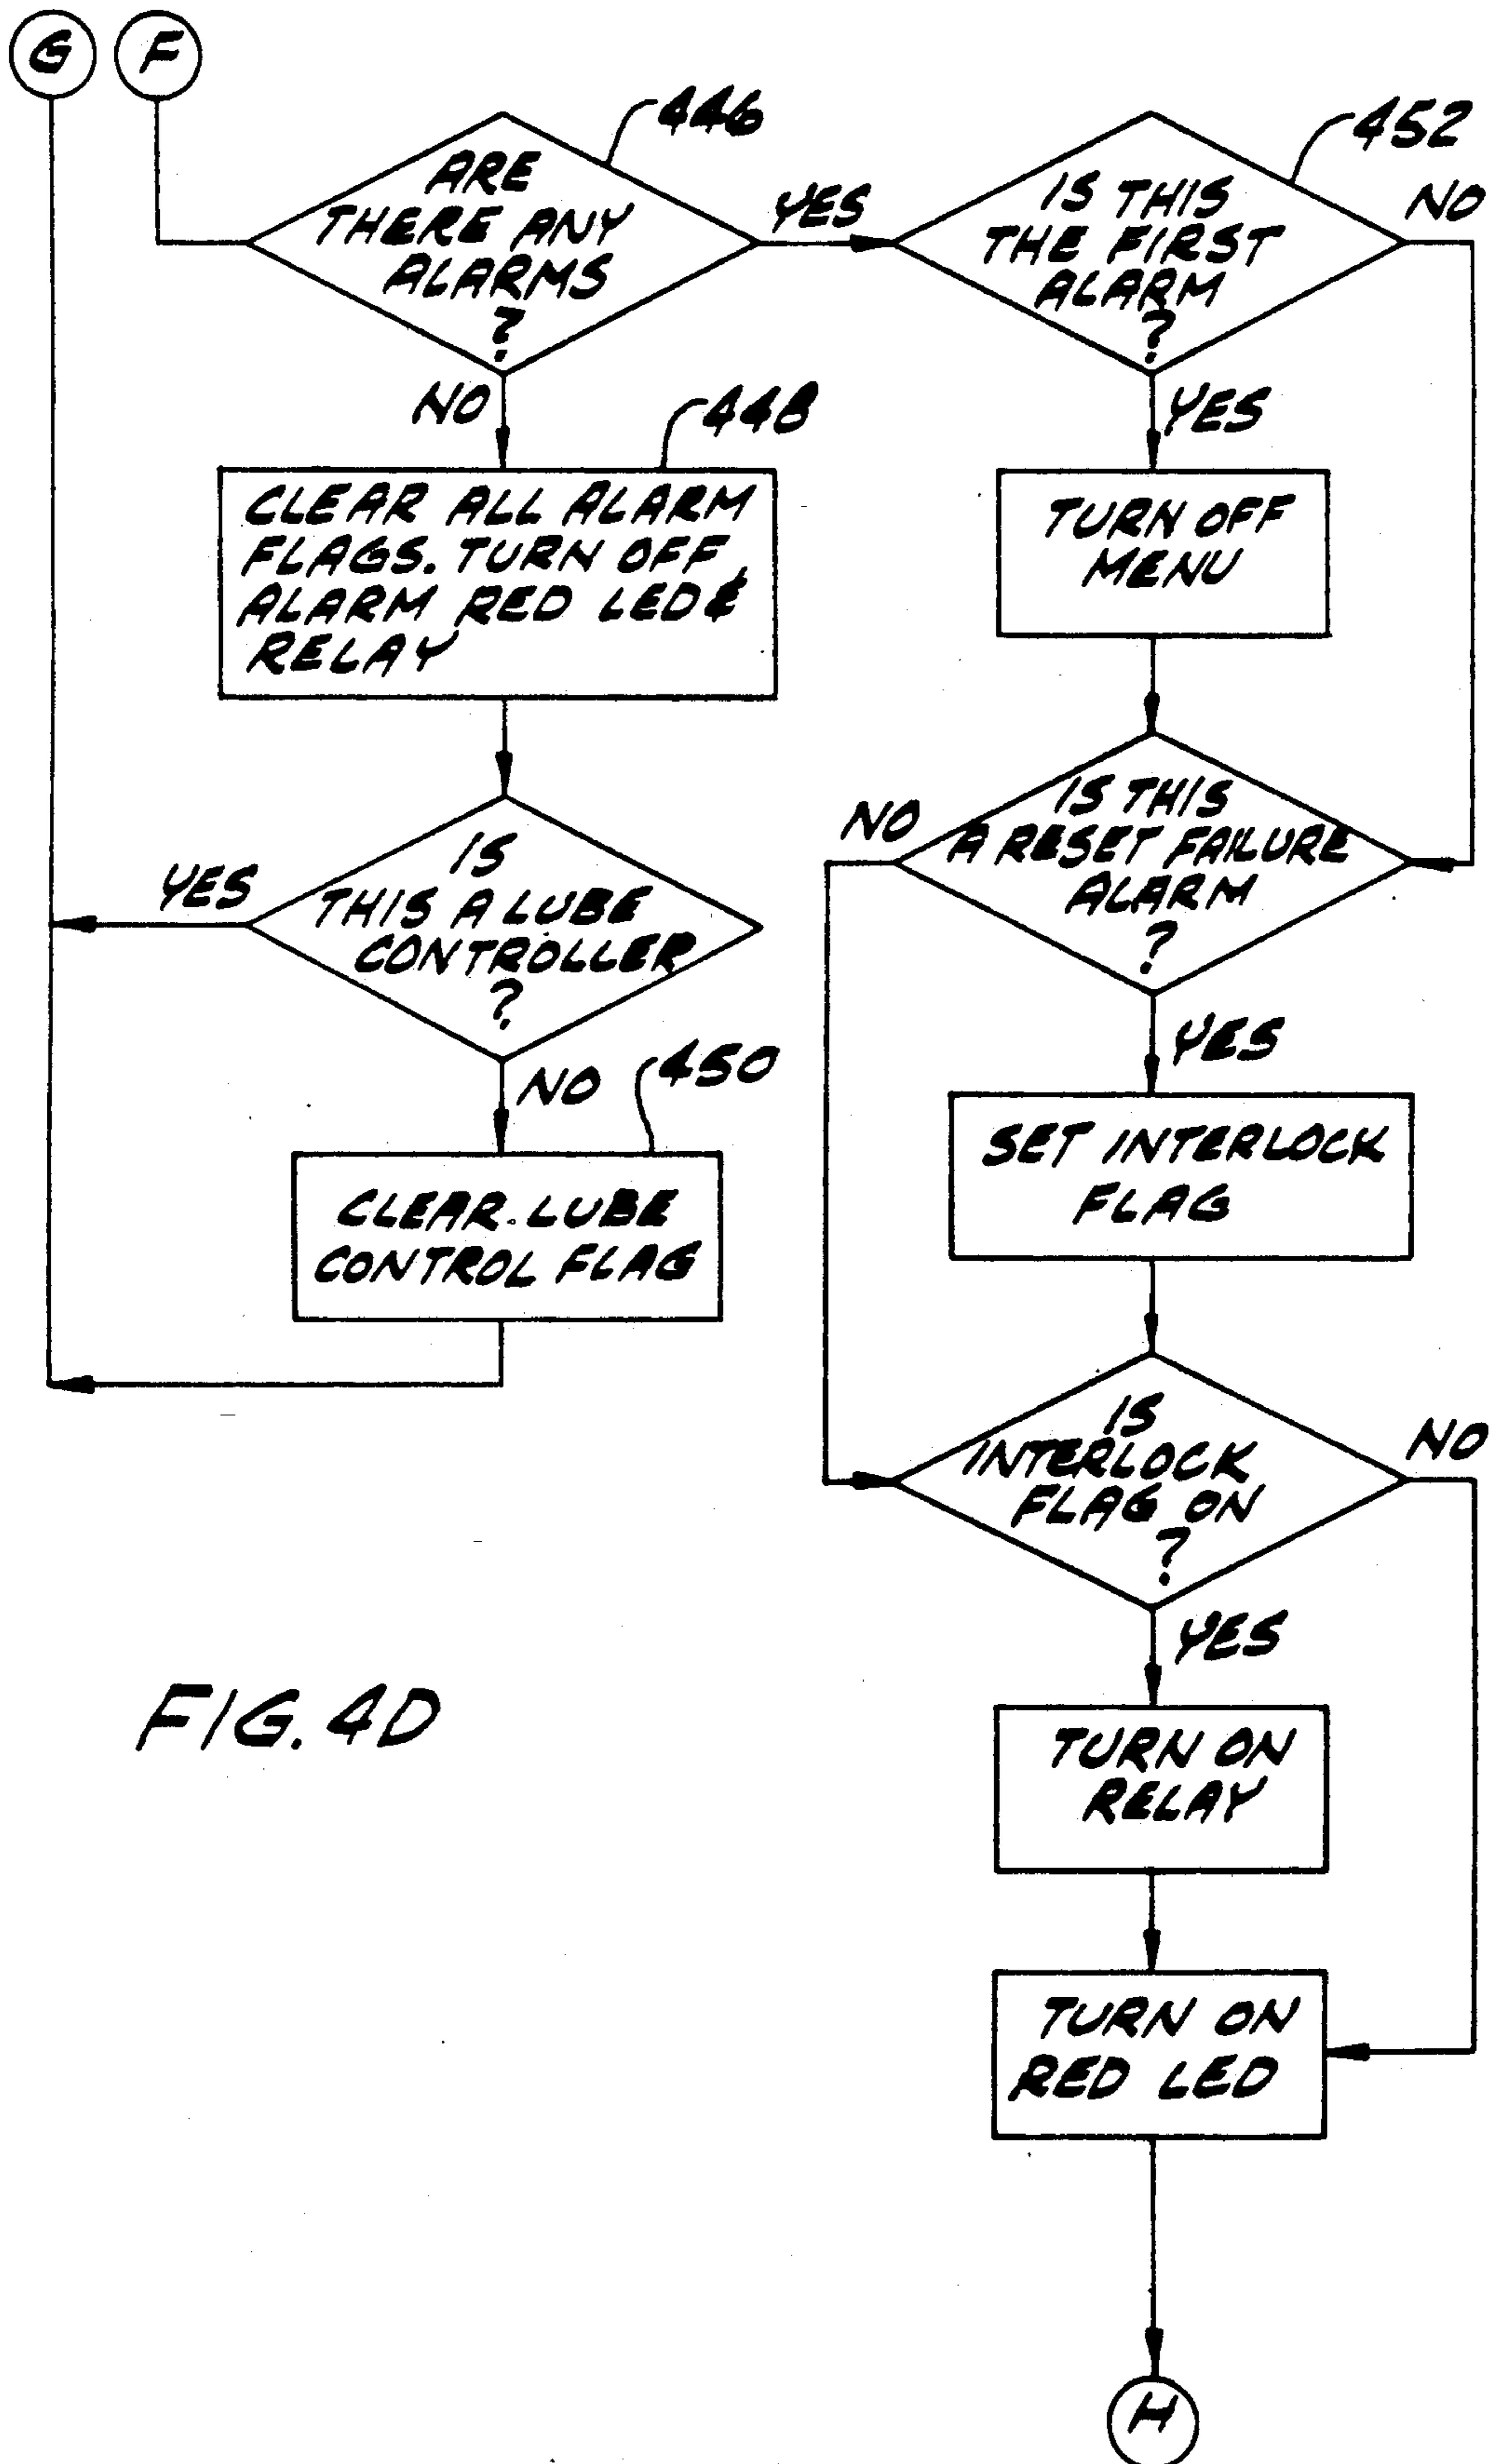 G
F
446
ARE
THERE ANY
ALARMS
?
YES
452
IS THIS
THE FIRST
ALARM
?
NO
NO
448
YES
CLEAR ALL ALARM
FLAGS. TURN OFF
ALARM RED LED &
RELAY
TURN OFF
MENU
IS
THIS A LUBE
CONTROLLER
?
YES
NO
IS THIS
A RESET FAILURE
ALARM
?
NO
450
YES
CLEAR LUBE
CONTROL FLAG
SET INTERLOCK
FLAG
IS
INTERLOCK
FLAG ON
?
NO
YES
TURN ON
RELAY
TURN ON
RED LED
H
FIG. 4D